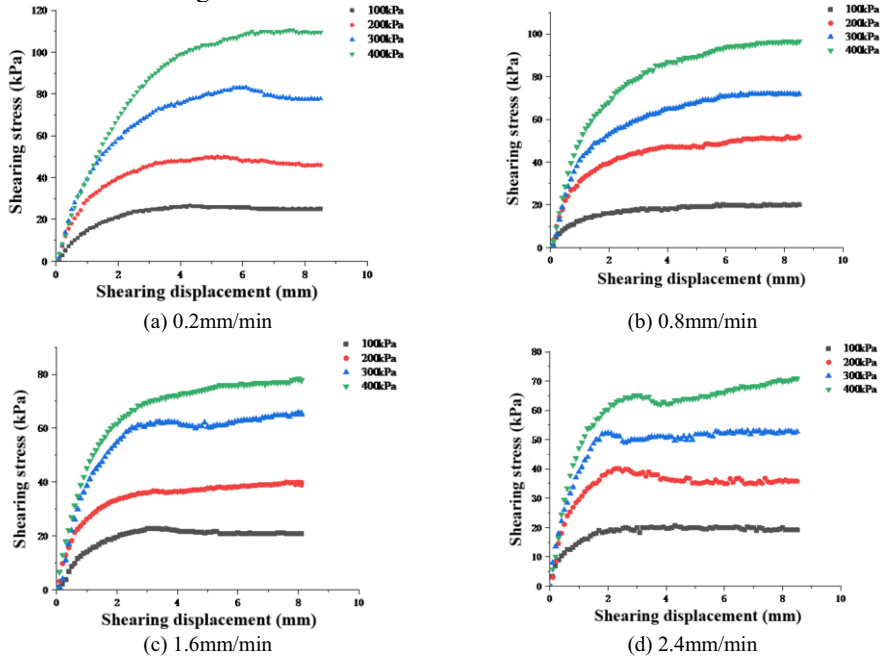 100kPa
200kPa
300kPa
400kPa
120
100
80
60
40
20
0
0
2
4
6
8
10
Shearing stress (kPa)
Shearing displacement (mm)
(a) 0.2mm/min
100kPa
200kPa
300kPa
400kPa
100
80
60
40
20
0
0
2
4
6
8
10
Shearing stress (kPa)
Shearing displacement (mm)
(b) 0.8mm/min
100kPa
200kPa
300kPa
400kPa
80
60
40
20
0
0
2
4
6
8
10
Shearing stress (kPa)
Shearing displacement (mm)
(c) 1.6mm/min
100kPa
200kPa
300kPa
400kPa
80
70
60
50
40
30
20
10
0
0
2
4
6
8
10
Shearing stress (kPa)
Shearing displacement (mm)
(d) 2.4mm/min